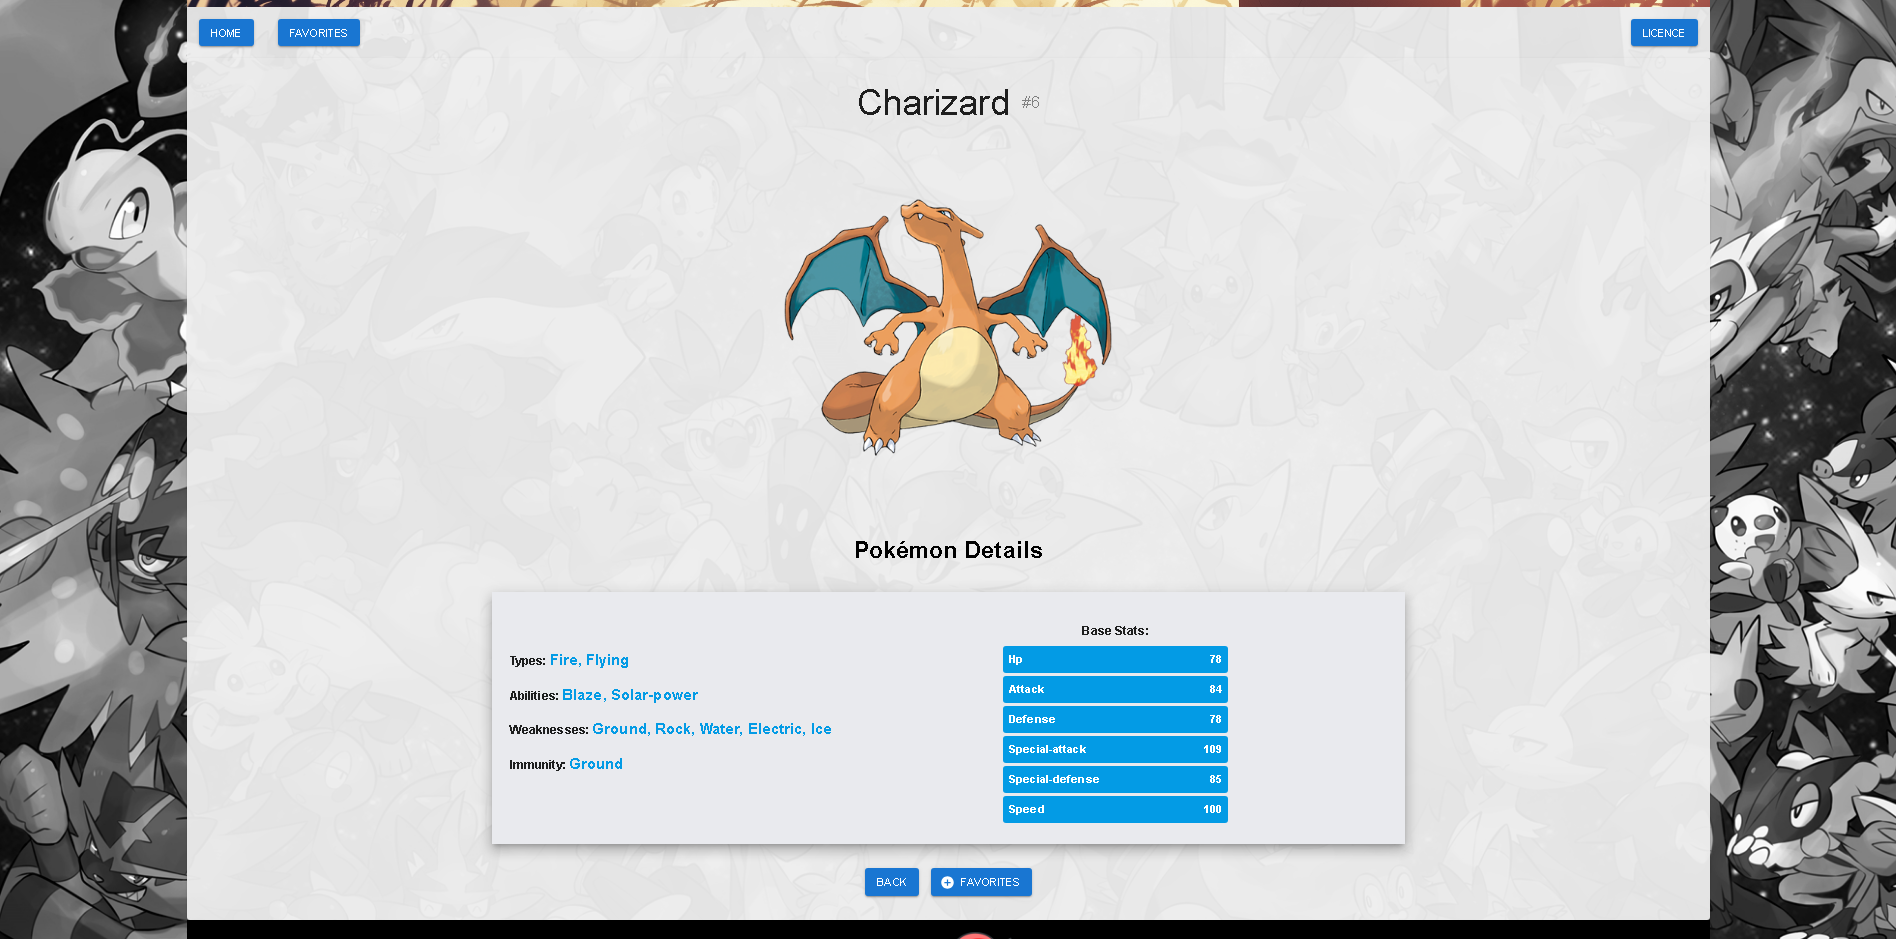 HOME FAVORITES LICENCE
Charizard #6
Pokémon Details
Types: Fire, Flying
Abilities: Blaze, Solar-power
Weaknesses: Ground, Rock, Water, Electric, Ice
Immunity: Ground
Base Stats:
Hp 78
Attack 84
Defense 78
Special-attack 109
Special-defense 85
Speed 100
BACK FAVORITES